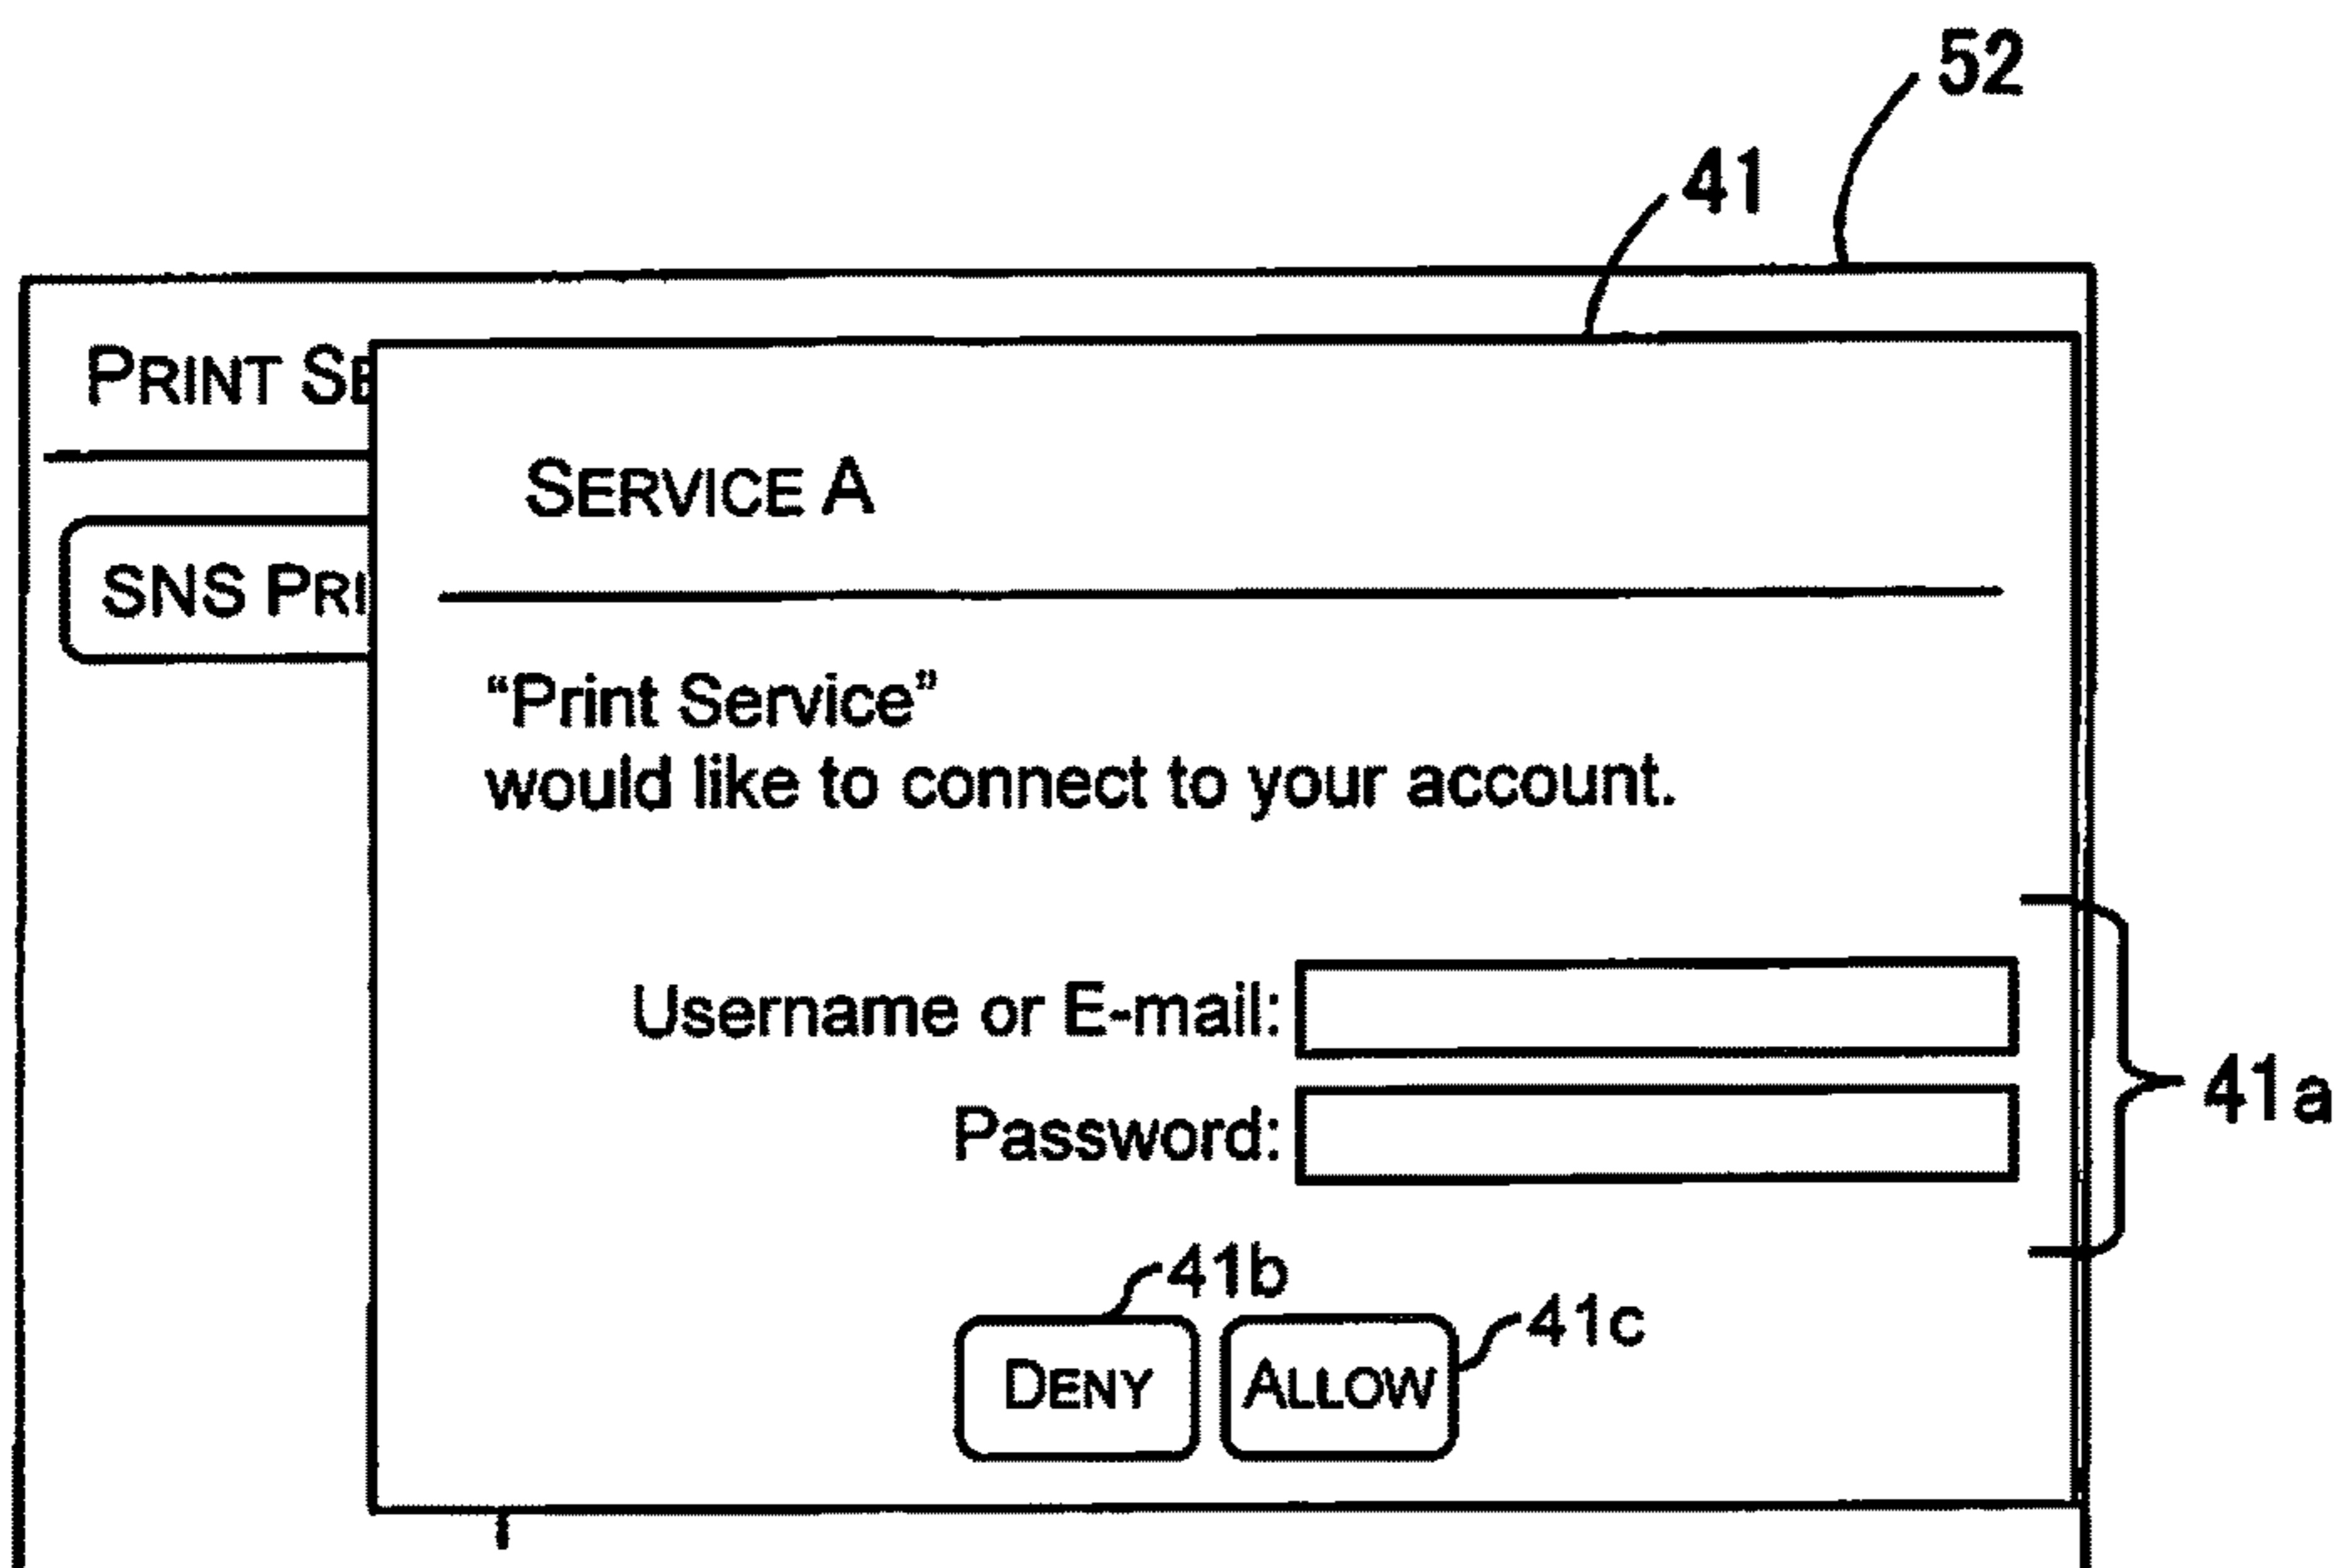 52
41
PRINT SE
SERVICE A
SNS PRI
“Print Service”
would like to connect to your account.
Username or E-mail:
41a
Password:
41b
41c
DENY ALLOW